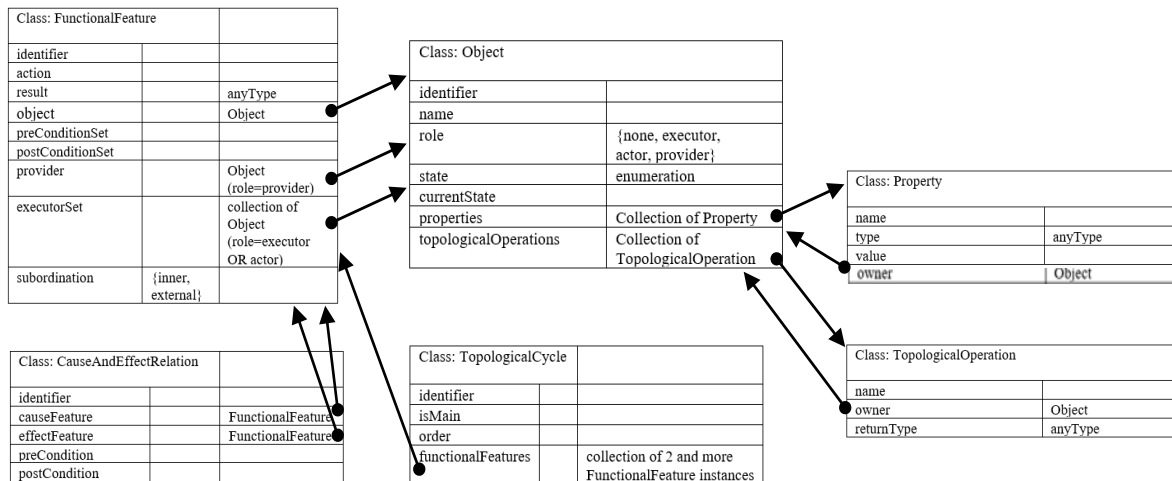 Class: FunctionalFeature
identifier
action
result anyType
object Object
preConditionSet
postConditionSet
provider Object
(role=provider)
executorSet collection of
Object
(role=executor
OR actor)
subordination {inner,
external}
Class: Object
identifier
name
role {none, executor,
actor, provider}
state enumeration
currentState
properties Collection of Property
topologicalOperations Collection of
TopologicalOperation
Class: Property
name
type anyType
value
owner Object
Class: CauseAndEffectRelation
identifier
causeFeature FunctionalFeature
effectFeature FunctionalFeature
preCondition
postCondition
Class: TopologicalCycle
identifier
isMain
order
functionalFeatures collection of 2 and more
FunctionalFeature instances
Class: TopologicalOperation
name
owner Object
returnType anyType